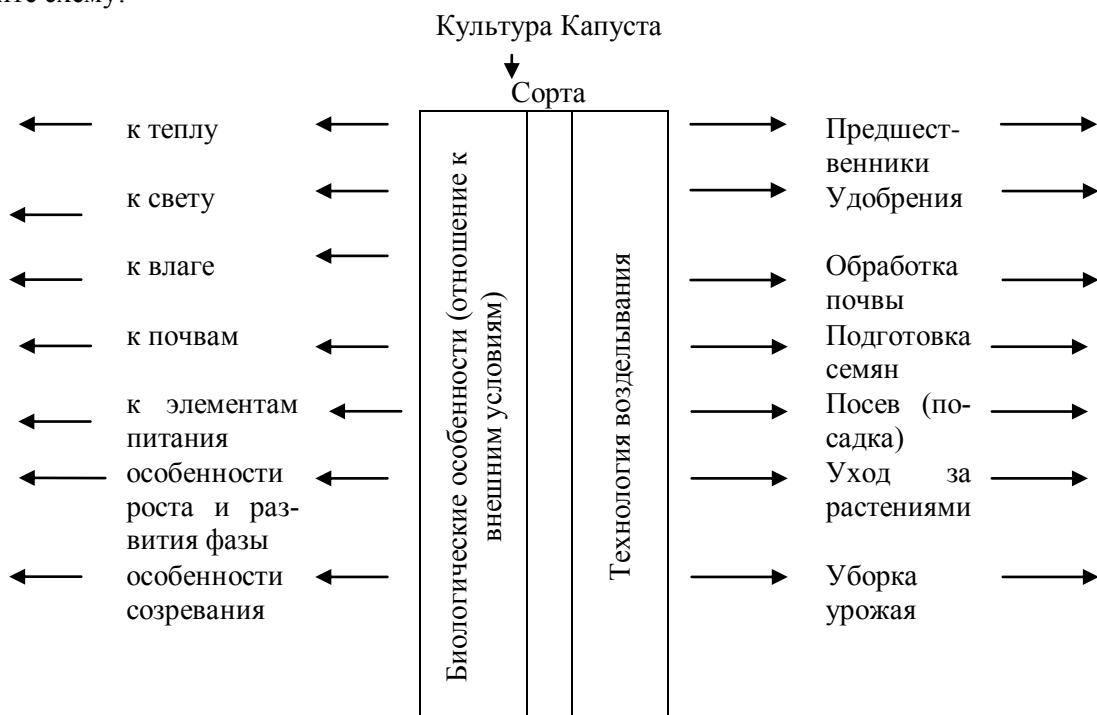 Культура Капуста
Сорта
к теплу
к свету
к влаге
к почвам
к элементам
питания
особенности
роста и раз-
вития фазы
особенности
созревания
Биологические особенности (отношение к
внешним условиям)
Технология возделывания
Предшест-
венники
Удобрения
Обработка
почвы
Подготовка
семян
Посев (по-
садка)
Уход за
растениями
Уборка
урожая